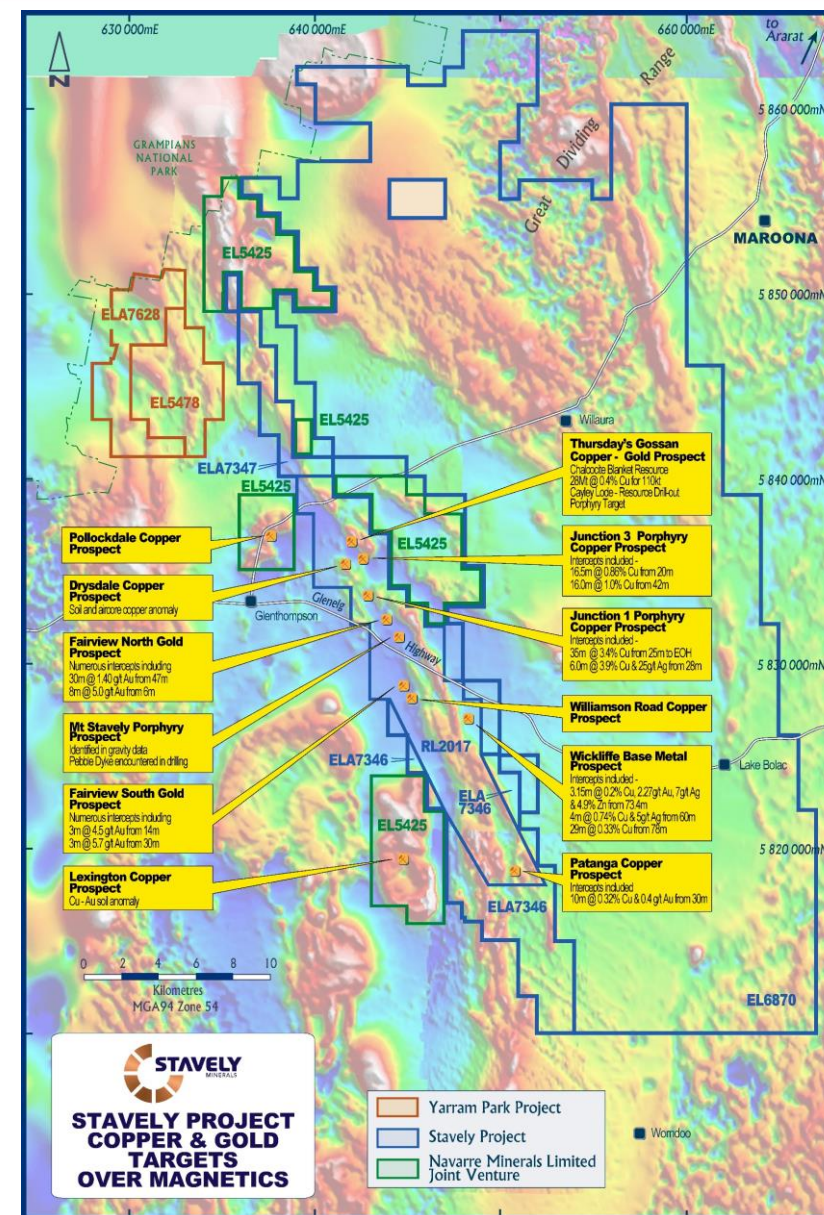 630 000mE
640 000mE
660 000mE
to
Ararat
N
Range
Dividing
Great
5 860 000mN
GRAMPIANS
NATIONAL
PARK
MAROONA
EL5425
5 850 000mN
ELA7628
EL5478
EL5425
Willaura
ELA7347
EL5425
5 840 000mN
Thursday's Gossan
Copper - Gold Prospect
Chalcocite Blanket Resource
28Mt @ 0.4% Cu for 110kt
Cayley Lode - Resource Drill-out
Porphyry Target
Pollockdale Copper
Prospect
EL5425
Junction 3 Porphyry
Copper Prospect
Intercepts included -
16.5m @ 0.86% Cu from 20m
16.0m @ 1.0% Cu from 42m
Drysdale Copper
Prospect
Soil and aircore copper anomaly
Glenthompson
Glenelg
Highway
Junction 1 Porphyry
Copper Prospect
Intercepts included -
35m @ 3.4% Cu from 25m to EOH
6.0m @ 3.9% Cu & 25g/t Ag from 28m
Fairview North Gold
Prospect
Numerous intercepts including
30m @ 1.40 g/t Au from 47m
8m @ 5.0 g/t Au from 6m
5 830 000mN
Williamson Road Copper
Prospect
Mt Stavely Porphyry
Prospect
Identified in gravity data
Pebble Dyke encountered in drilling
ELA7346
RL2017
Wickliffe Base Metal
Prospect
Intercepts included -
3.15m @ 0.2% Cu, 2.27g/t Au, 7g/t Ag
& 4.9% Zn from 73.4m
4m @ 0.74% Cu & 5g/t Ag from 60m
29m @ 0.33% Cu from 78m
Lake Bolac
Fairview South Gold
Prospect
Numerous intercepts including
3m @ 4.5 g/t Au from 14m
3m @ 5.7 g/t Au from 30m
ELA
7346
EL5425
5 820 000mN
Lexington Copper
Prospect
Cu - Au soil anomaly
Patanga Copper
Prospect
Intercepts included
10m @ 0.32% Cu & 0.4 g/t Au from 30m
ELA7346
0 2 4 6 8 10
Kilometres
MGA94 Zone 54
EL6870
STAVELY
MINERALS
STAVELY PROJECT
COPPER & GOLD
TARGETS
OVER MAGNETICS
Yarram Park Project
Stavely Project
Navarre Minerals Limited
Joint Venture
Worndoo